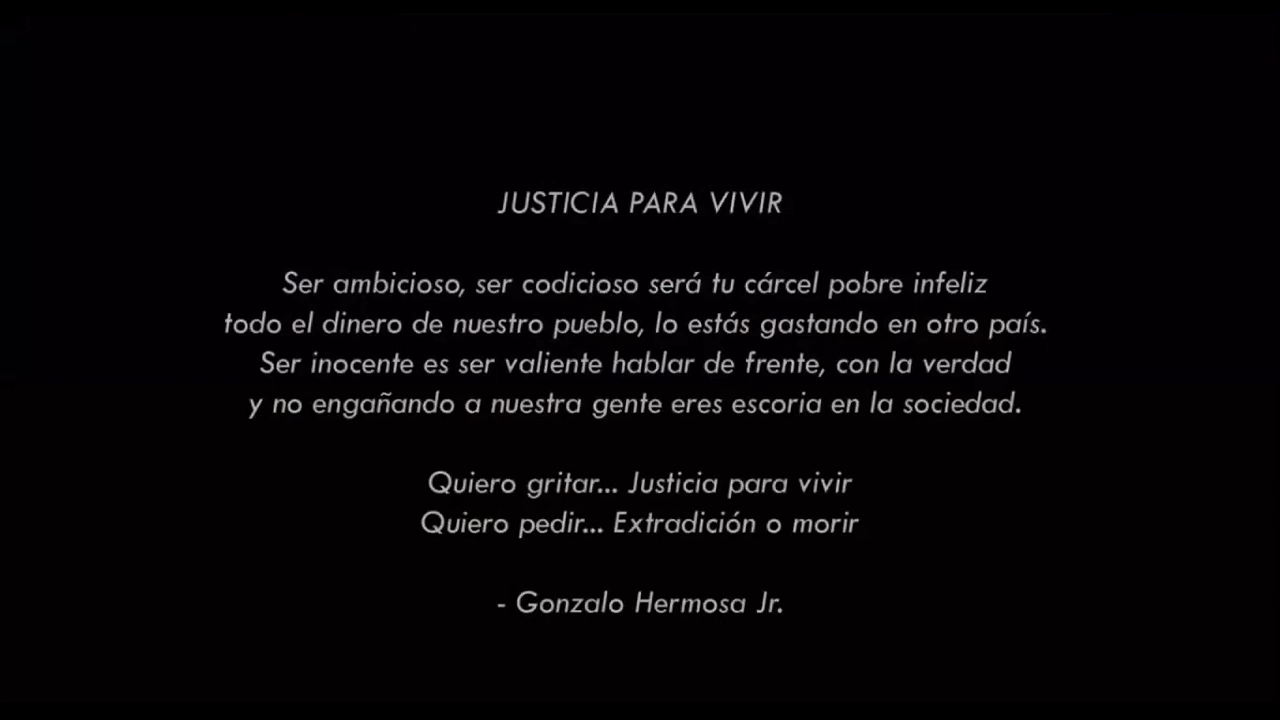 JUSTICIA PARA VIVIR
Ser ambicioso, ser codicioso será tu cárcel pobre infeliz
todo el dinero de nuestro pueblo, lo estás gastando en otro país.
Ser inocente es ser valiente hablar de frente, con la verdad
y no engañando a nuestra gente eres escoria en la sociedad.
Quiero gritar... Justicia para vivir
Quiero pedir... Extradición o morir
- Gonzalo Hermosa Jr.